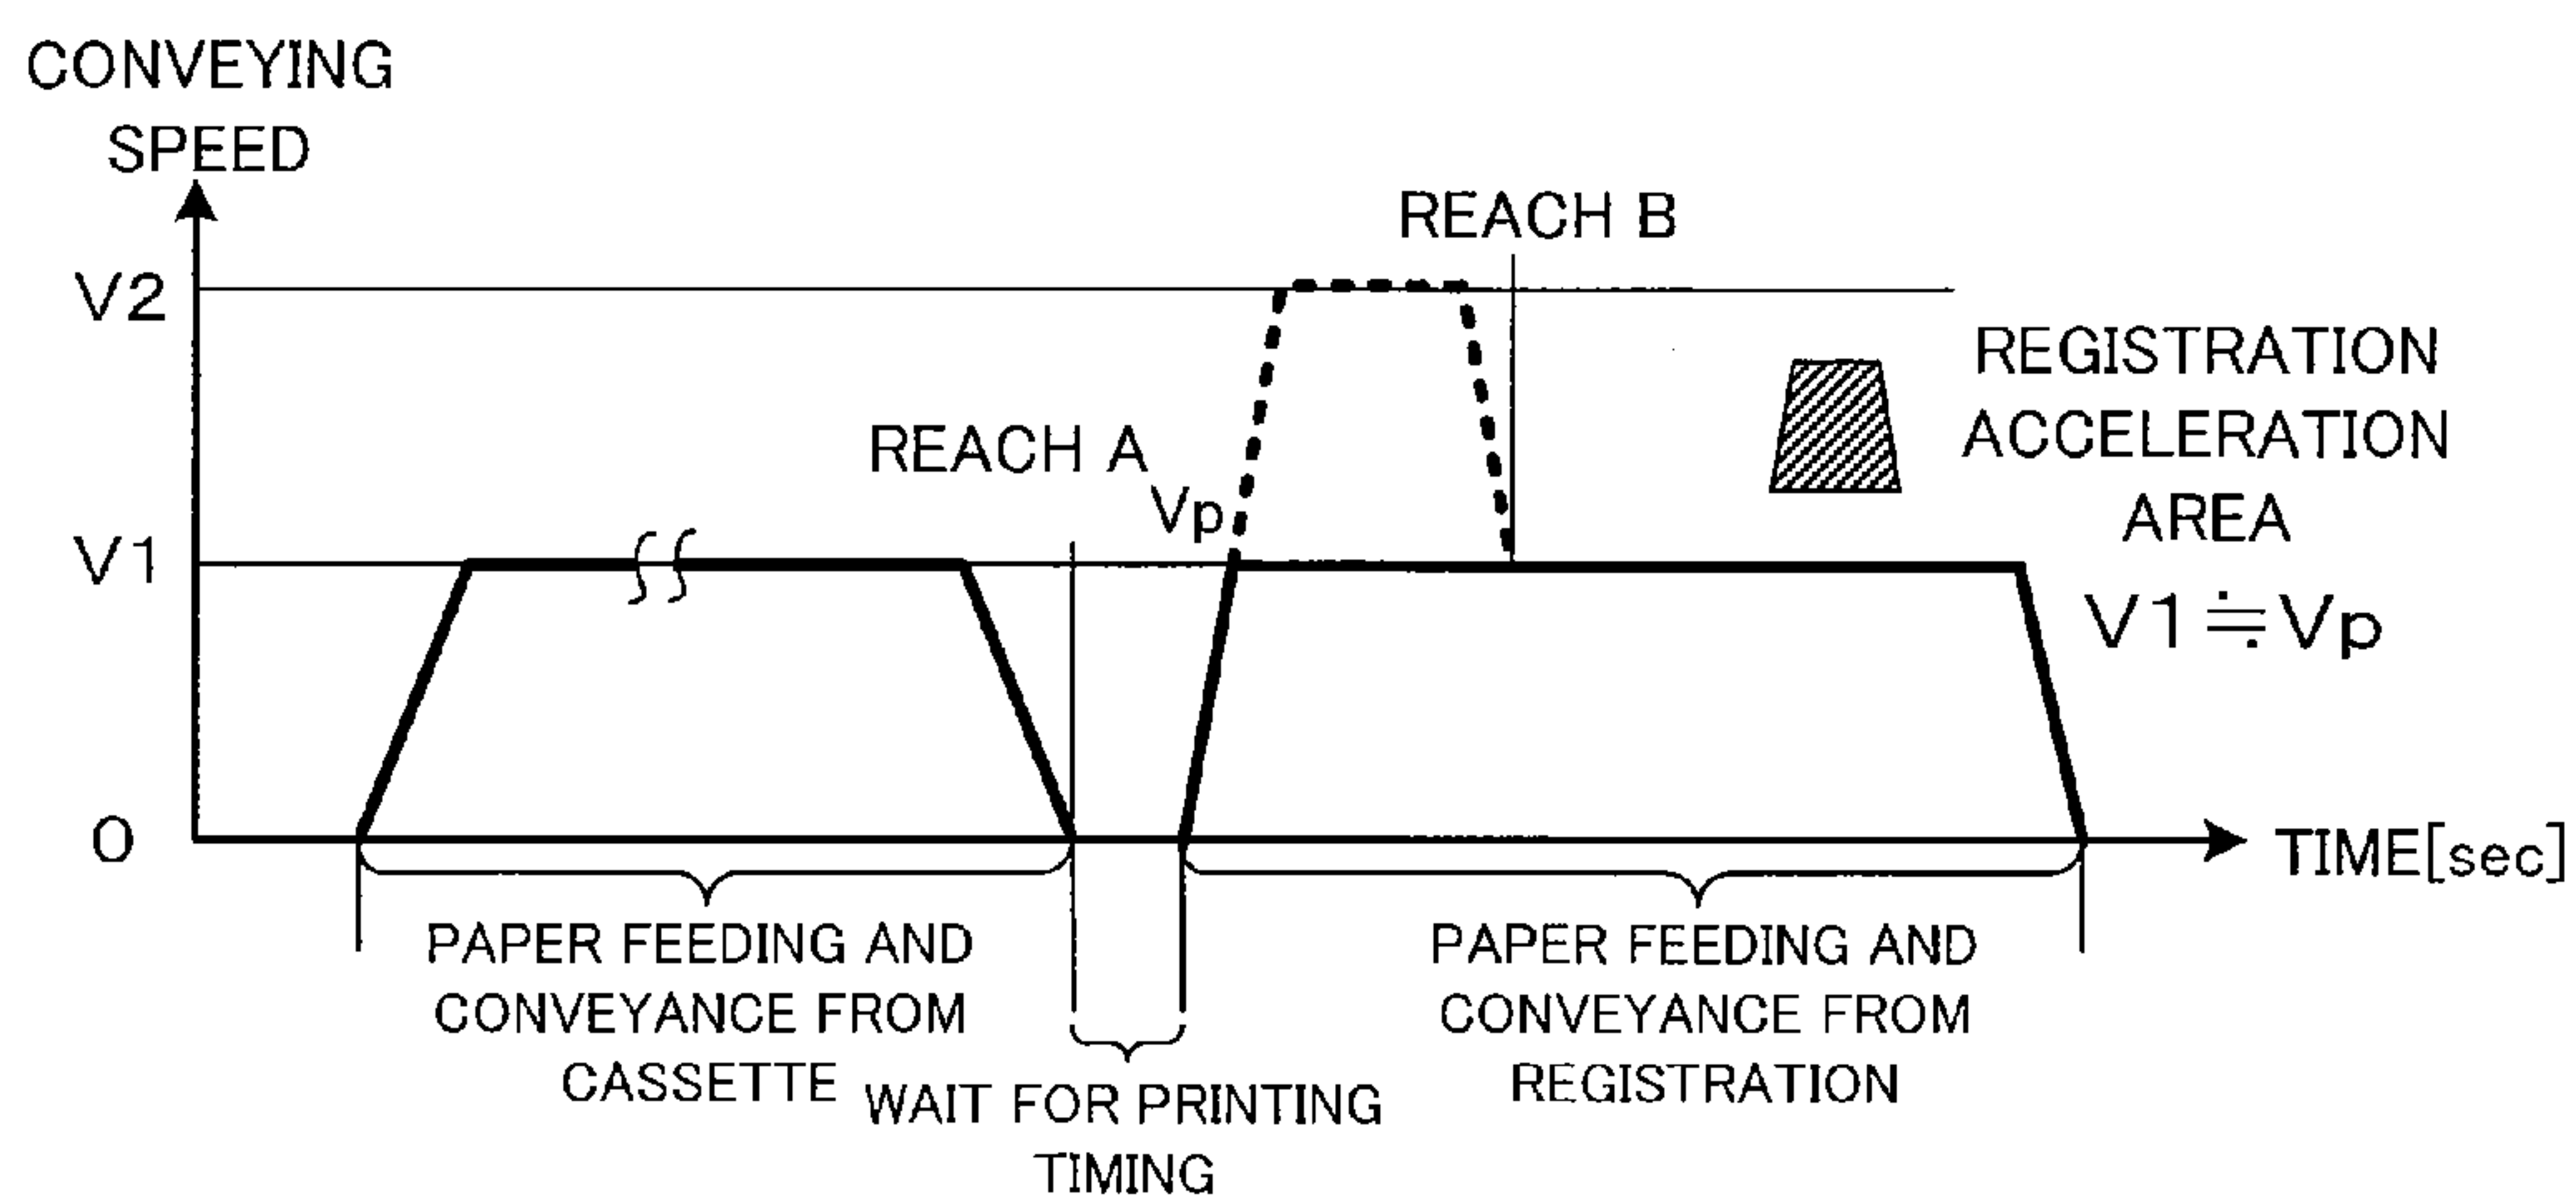 CONVEYING
SPEED
REACH B
V2
REGISTRATION
ACCELERATION
AREA
REACH A
Vp
V1
V1≒Vp
0
TIME[sec]
PAPER FEEDING AND
CONVEYANCE FROM
CASSETTE
WAIT FOR PRINTING
TIMING
PAPER FEEDING AND
CONVEYANCE FROM
REGISTRATION